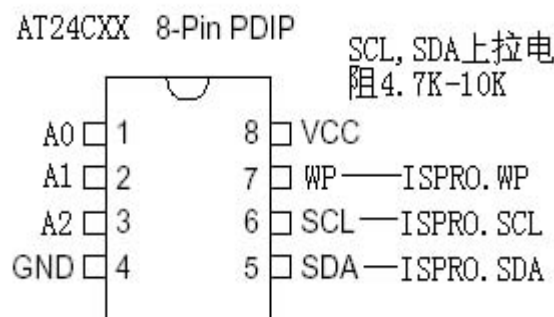 AT24CXX 8-Pin PDIP
SCL,SDA上拉电
阻4.7K-10K
A0 1 8 VCC
A1 2 7 WP ISPRO.WP
A2 3 6 SCL ISPRO.SCL
GND 4 5 SDA ISPRO.SDA